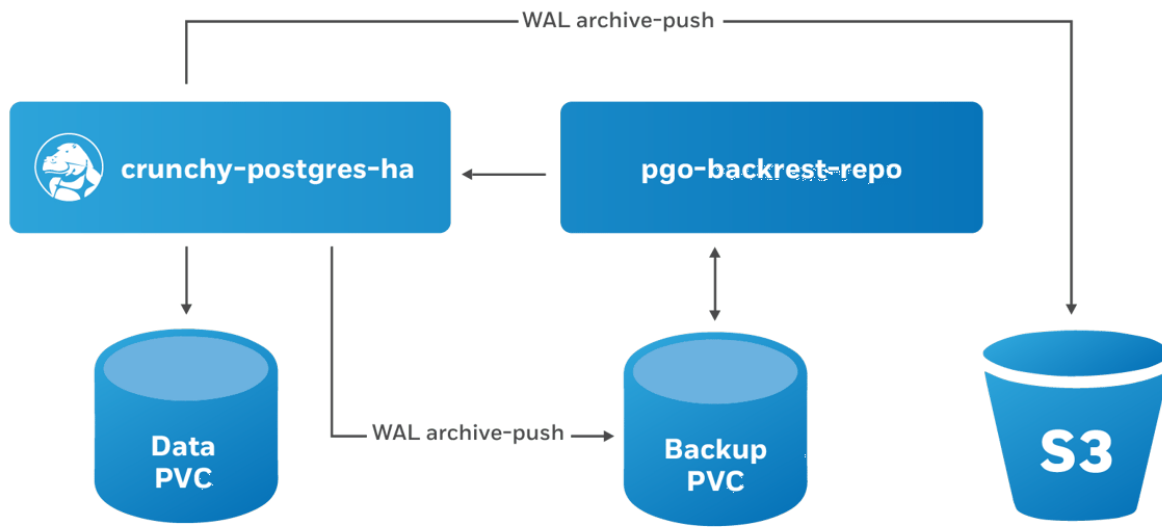 WAL archive-push
crunchy-postgres-ha
pgo-backrest-repo
WAL archive-push
Data
PVC
Backup
PVC
S3